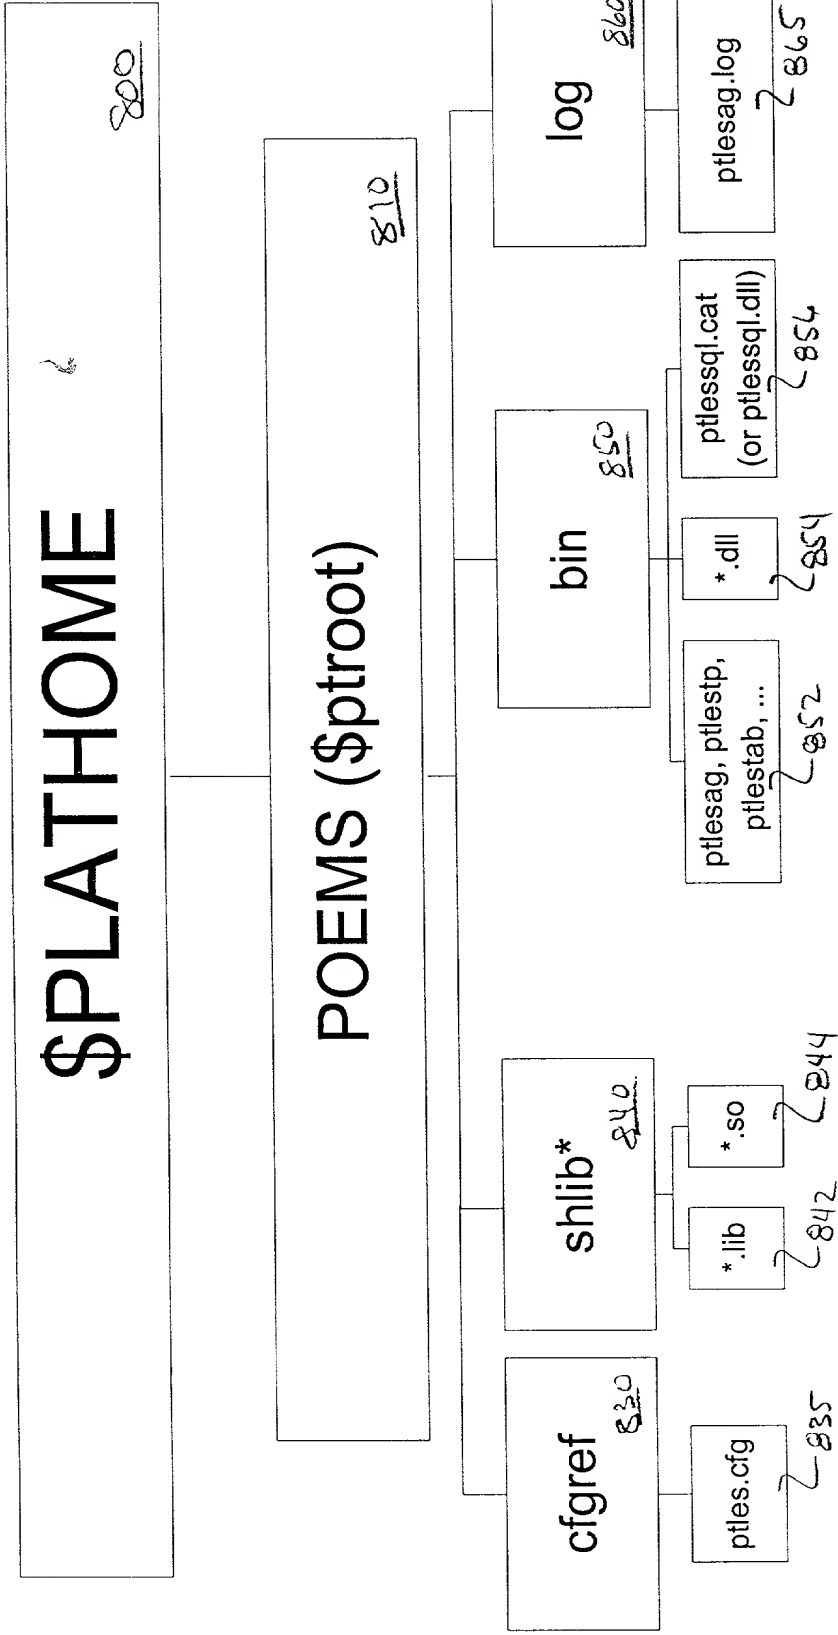 $PLATHOME
800
POEMS ($ptroot)
810
cfgref
830
shlib*
840
bin
850
log
860
ptles.cfg
835
*.lib
842
*.so
844
ptlesag, ptlestp,
ptlestab, ...
852
*.dll
854
ptlessql.cat
(or ptlessql.dll)
854
ptlesag.log
865